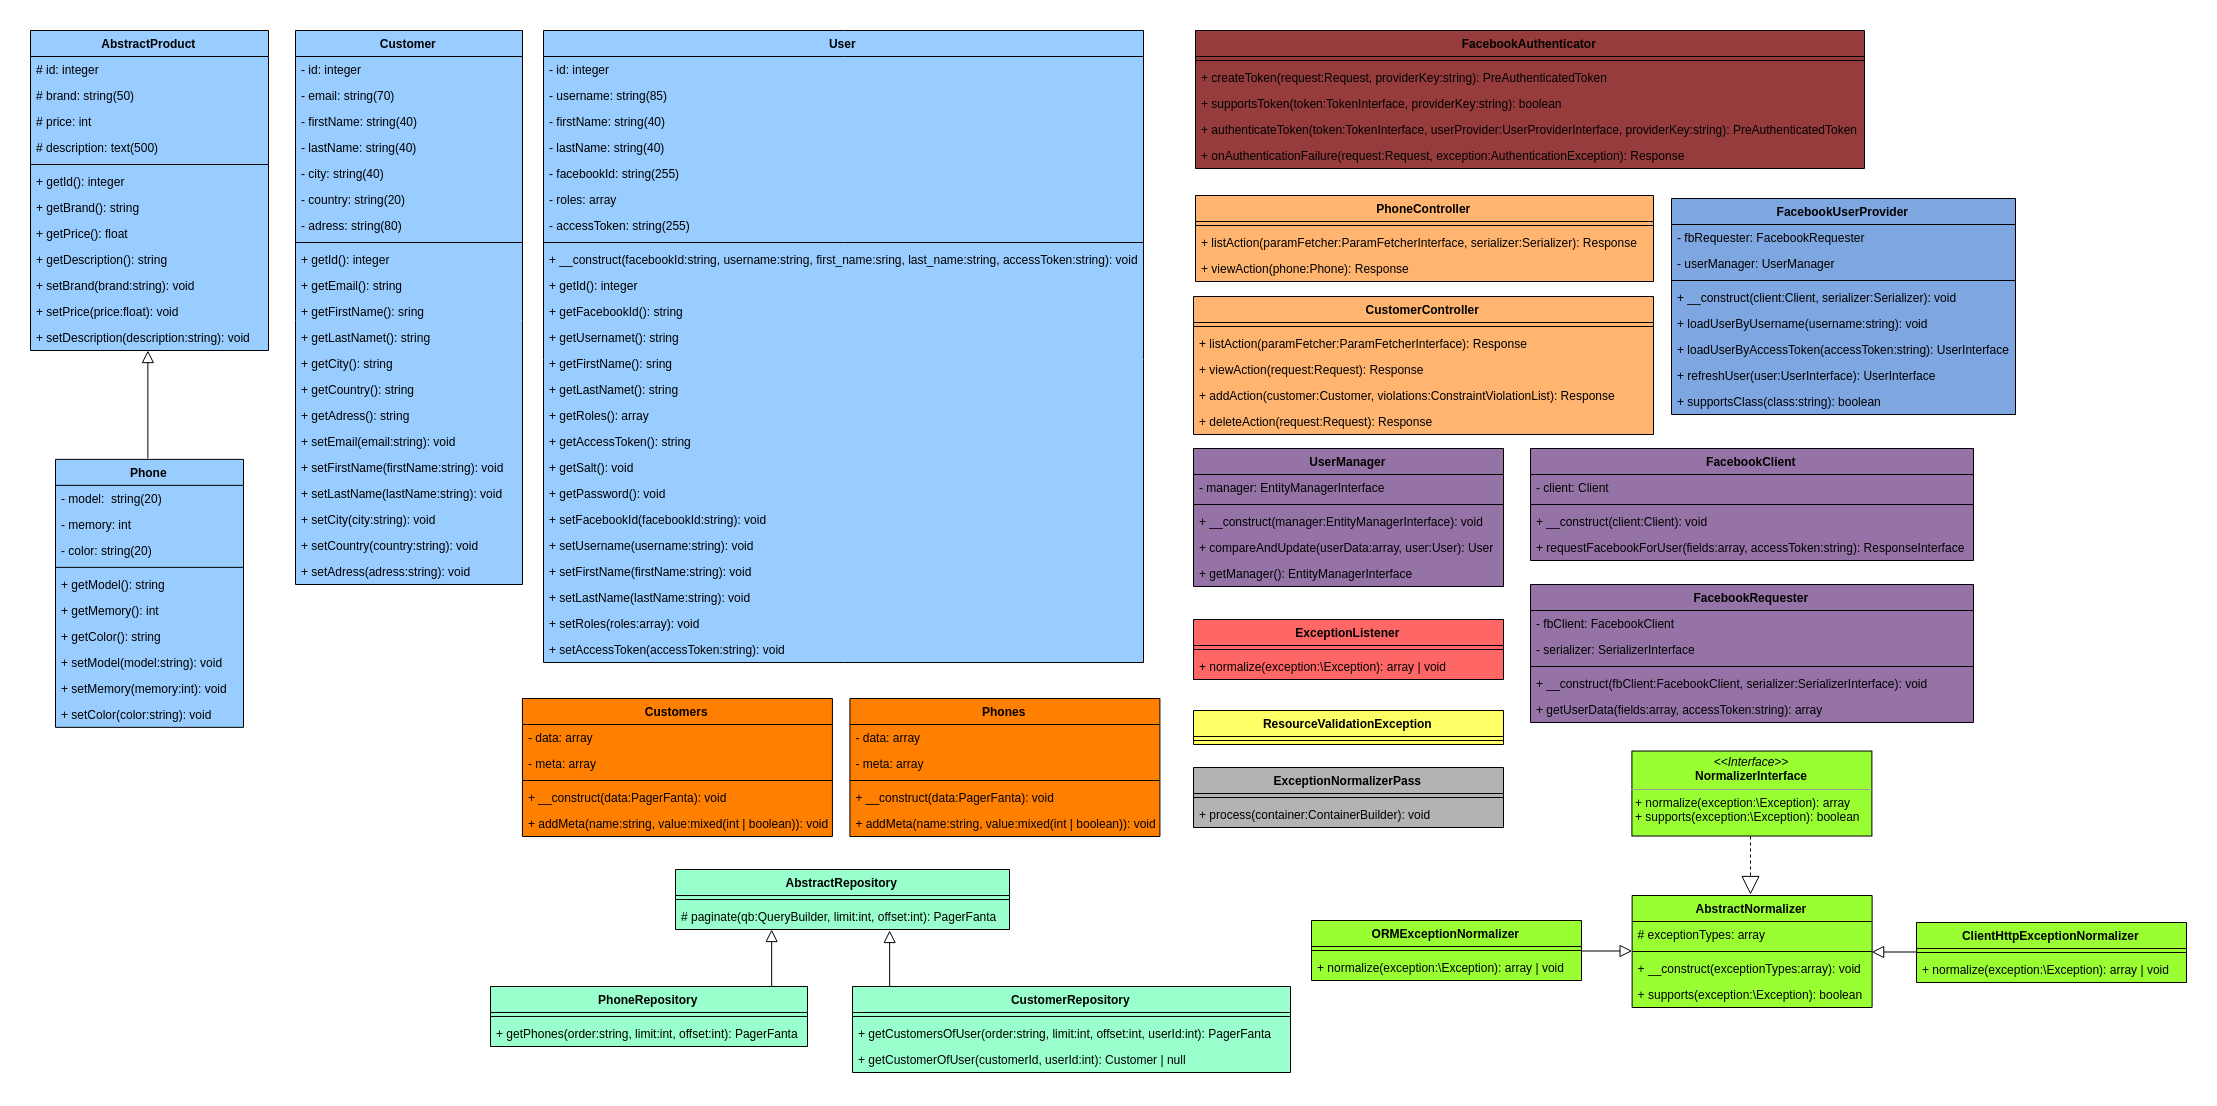 AbstractProduct
# id: integer
# brand: string(50)
# price: int
# description: text(500)
+ getId(): integer
+ getBrand(): string
+ getPrice(): float
+ getDescription(): string
+ setBrand(brand:string): void
+ setPrice(price:float): void
+ setDescription(description:string): void
Phone
- model:  string(20)
- memory: int
- color: string(20)
+ getModel(): string
+ getMemory(): int
+ getColor(): string
+ setModel(model:string): void
+ setMemory(memory:int): void
+ setColor(color:string): void
Customer
- id: integer
- email: string(70)
- firstName: string(40)
- lastName: string(40)
- city: string(40)
- country: string(20)
- adress: string(80)
+ getId(): integer
+ getEmail(): string
+ getFirstName(): sring
+ getLastNamet(): string
+ getCity(): string
+ getCountry(): string
+ getAdress(): string
+ setEmail(email:string): void
+ setFirstName(firstName:string): void
+ setLastName(lastName:string): void
+ setCity(city:string): void
+ setCountry(country:string): void
+ setAdress(adress:string): void
User
- id: integer
- username: string(85)
- firstName: string(40)
- lastName: string(40)
- facebookId: string(255)
- roles: array
- accessToken: string(255)
+ __construct(facebookId:string, username:string, first_name:sring, last_name:string, accessToken:string): void
+ getId(): integer
+ getFacebookId(): string
+ getUsernamet(): string
+ getFirstName(): sring
+ getLastNamet(): string
+ getRoles(): array
+ getAccessToken(): string
+ getSalt(): void
+ getPassword(): void
+ setFacebookId(facebookId:string): void
+ setUsername(username:string): void
+ setFirstName(firstName:string): void
+ setLastName(lastName:string): void
+ setRoles(roles:array): void
+ setAccessToken(accessToken:string): void
Customers
- data: array
- meta: array
+ __construct(data:PagerFanta): void
+ addMeta(name:string, value:mixed(int | boolean)): void
Phones
- data: array
- meta: array
+ __construct(data:PagerFanta): void
+ addMeta(name:string, value:mixed(int | boolean)): void
AbstractRepository
# paginate(qb:QueryBuilder, limit:int, offset:int): PagerFanta
PhoneRepository
+ getPhones(order:string, limit:int, offset:int): PagerFanta
CustomerRepository
+ getCustomersOfUser(order:string, limit:int, offset:int, userId:int): PagerFanta
+ getCustomerOfUser(customerId, userId:int): Customer | null
FacebookAuthenticator
+ createToken(request:Request, providerKey:string): PreAuthenticatedToken
+ supportsToken(token:TokenInterface, providerKey:string): boolean
+ authenticateToken(token:TokenInterface, userProvider:UserProviderInterface, providerKey:string): PreAuthenticatedToken
+ onAuthenticationFailure(request:Request, exception:AuthenticationException): Response
PhoneController
+ listAction(paramFetcher:ParamFetcherInterface, serializer:Serializer): Response
+ viewAction(phone:Phone): Response
CustomerController
+ listAction(paramFetcher:ParamFetcherInterface): Response
+ viewAction(request:Request): Response
+ addAction(customer:Customer, violations:ConstraintViolationList): Response
+ deleteAction(request:Request): Response
FacebookUserProvider
- fbRequester: FacebookRequester
- userManager: UserManager
+ __construct(client:Client, serializer:Serializer): void
+ loadUserByUsername(username:string): void
+ loadUserByAccessToken(accessToken:string): UserInterface
+ refreshUser(user:UserInterface): UserInterface
+ supportsClass(class:string): boolean
UserManager
- manager: EntityManagerInterface
+ __construct(manager:EntityManagerInterface): void
+ compareAndUpdate(userData:array, user:User): User
+ getManager(): EntityManagerInterface
FacebookClient
- client: Client
+ __construct(client:Client): void
+ requestFacebookForUser(fields:array, accessToken:string): ResponseInterface
FacebookRequester
- fbClient: FacebookClient
- serializer: SerializerInterface
+ __construct(fbClient:FacebookClient, serializer:SerializerInterface): void
+ getUserData(fields:array, accessToken:string): array
ExceptionListener
+ normalize(exception:\Exception): array | void
ResourceValidationException
ExceptionNormalizerPass
+ process(container:ContainerBuilder): void
<<Interface>>
NormalizerInterface
+ normalize(exception:\Exception): array
+ supports(exception:\Exception): boolean
ORMExceptionNormalizer
+ normalize(exception:\Exception): array | void
AbstractNormalizer
# exceptionTypes: array
+ __construct(exceptionTypes:array): void
+ supports(exception:\Exception): boolean
ClientHttpExceptionNormalizer
+ normalize(exception:\Exception): array | void